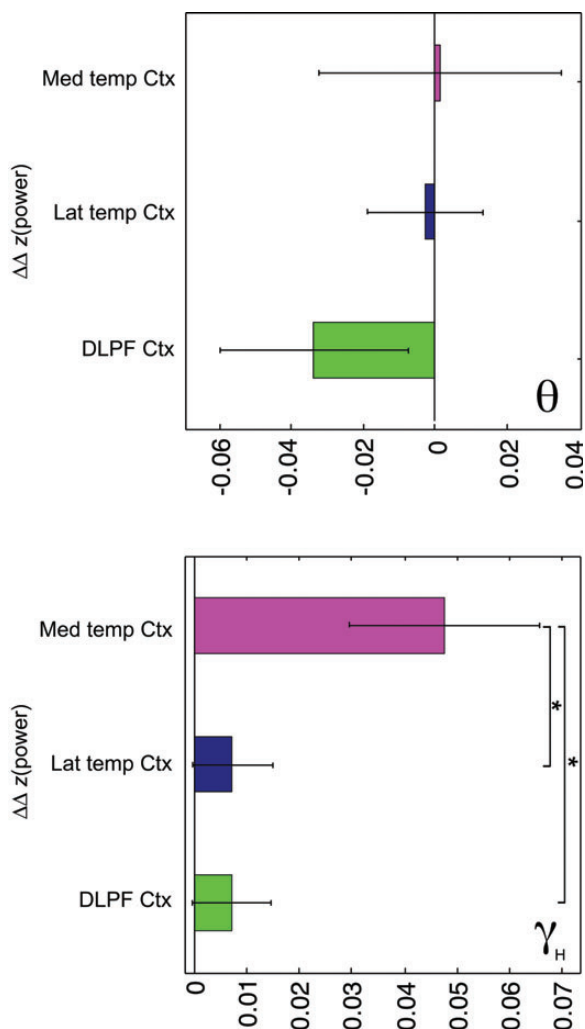 ΔΔ z(power)
Med temp Ctx
Lat temp Ctx
DLPF Ctx
θ
-0.06
-0.04
-0.02
0
0.02
0.04
ΔΔ z(power)
Med temp Ctx
Lat temp Ctx
DLPF Ctx
*
*
γH
0
0.01
0.02
0.03
0.04
0.05
0.06
0.07